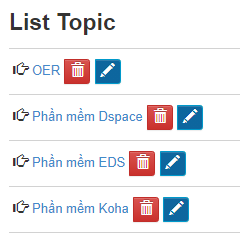 List Topic
OER
Phần mềm Dspace
Phần mềm EDS
Phần mềm Koha